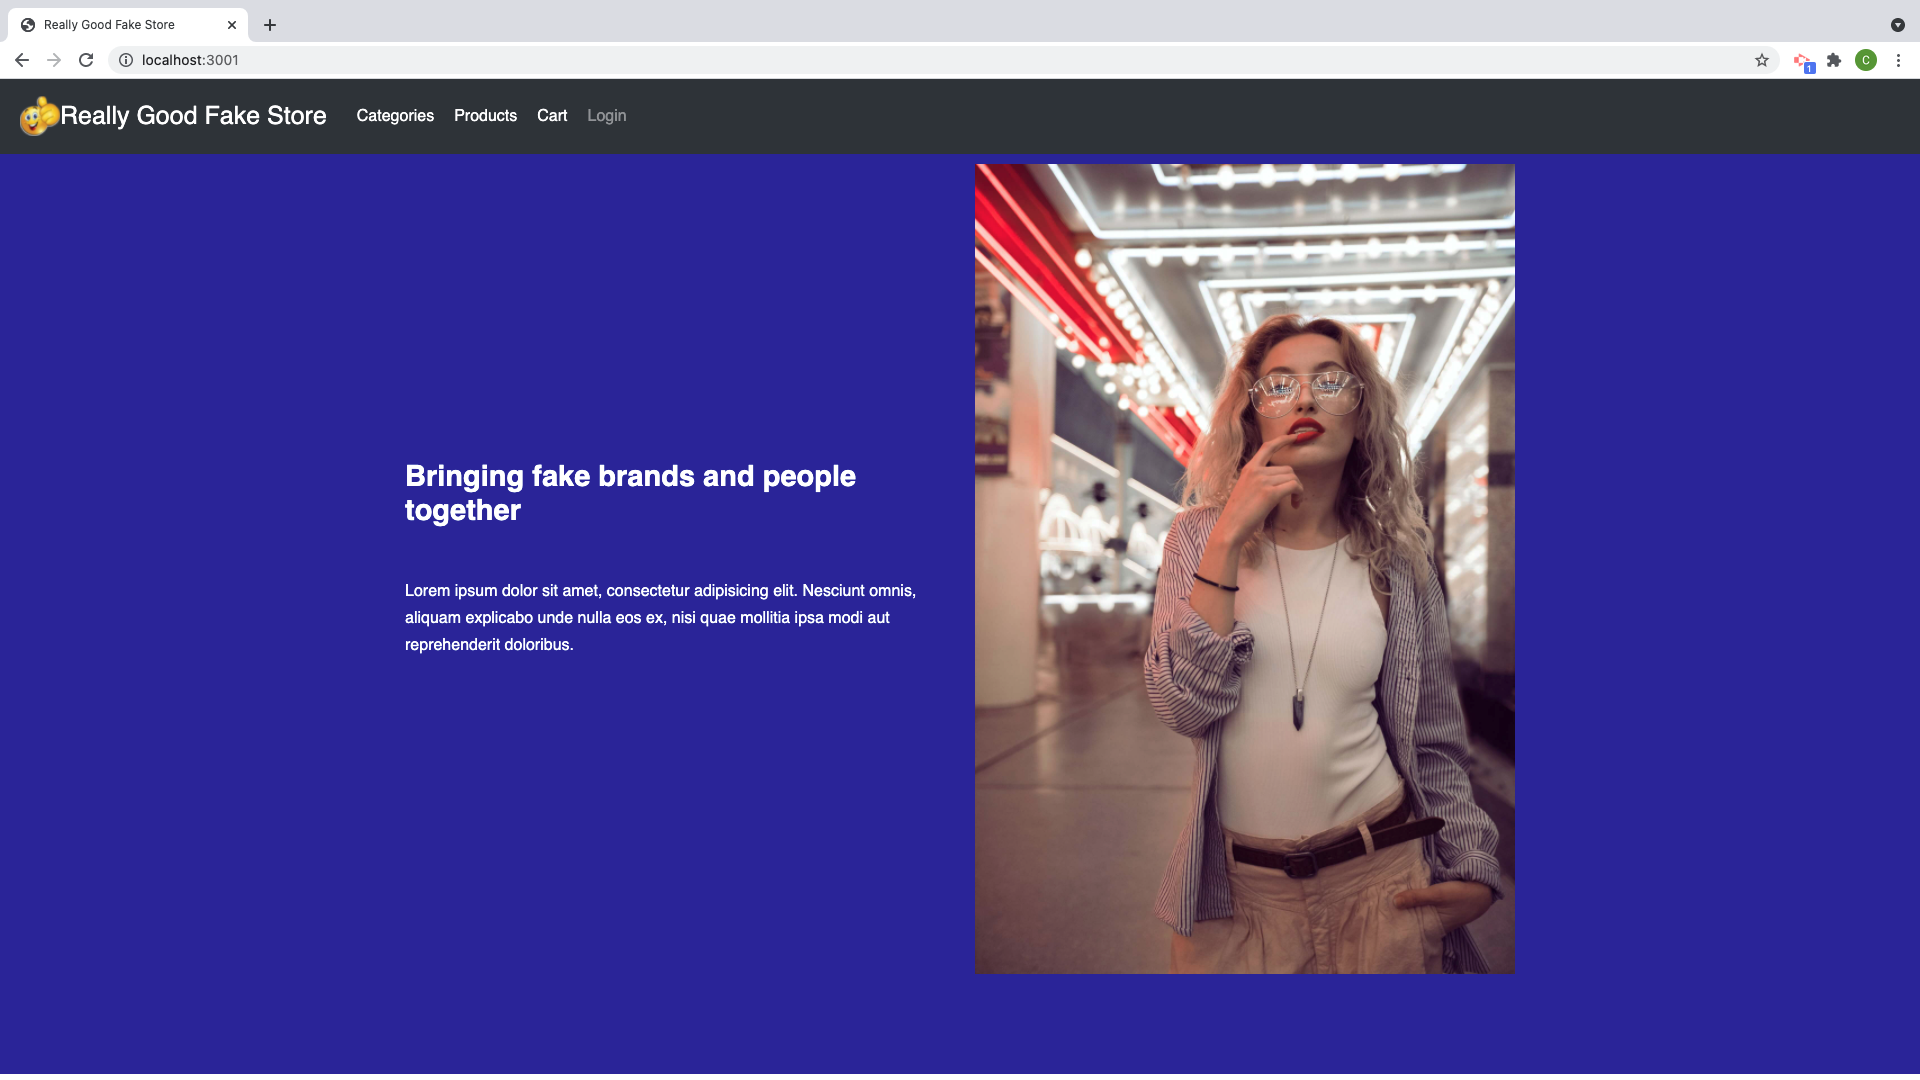 Really Good Fake Store
localhost:3001
1
C
Really Good Fake Store Categories Products Cart Login
Bringing fake brands and people
together
Lorem ipsum dolor sit amet, consectetur adipisicing elit. Nesciunt omnis,
aliquam explicabo unde nulla eos ex, nisi quae mollitia ipsa modi aut
reprehenderit doloribus.